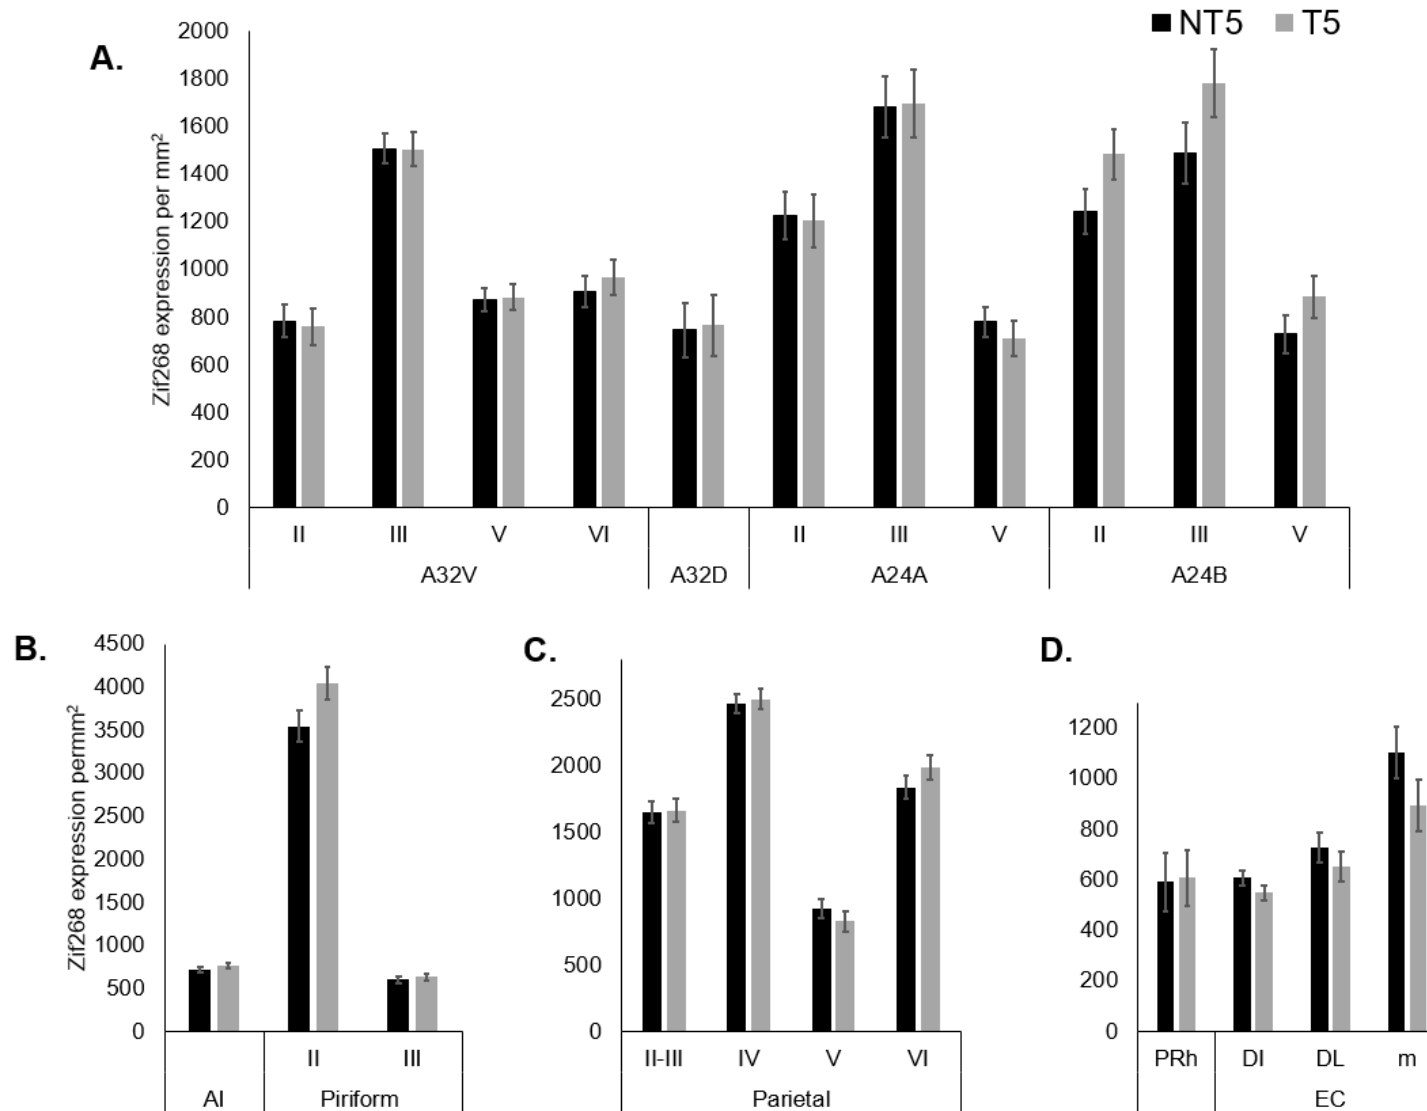 NT5 T5
A.
Zif268 expression per mm²
2000
1800
1600
1400
1200
1000
800
600
400
200
0
II III V VI II III V II III V
A32V A32D A24A A24B
B.
Zif268 expression permm²
4500
4000
3500
3000
2500
2000
1500
1000
500
0
II III
AI Piriform
C.
2500
2000
1500
1000
500
0
II-III IV V VI
Parietal
D.
1200
1000
800
600
400
200
0
PRh DI DL m
EC